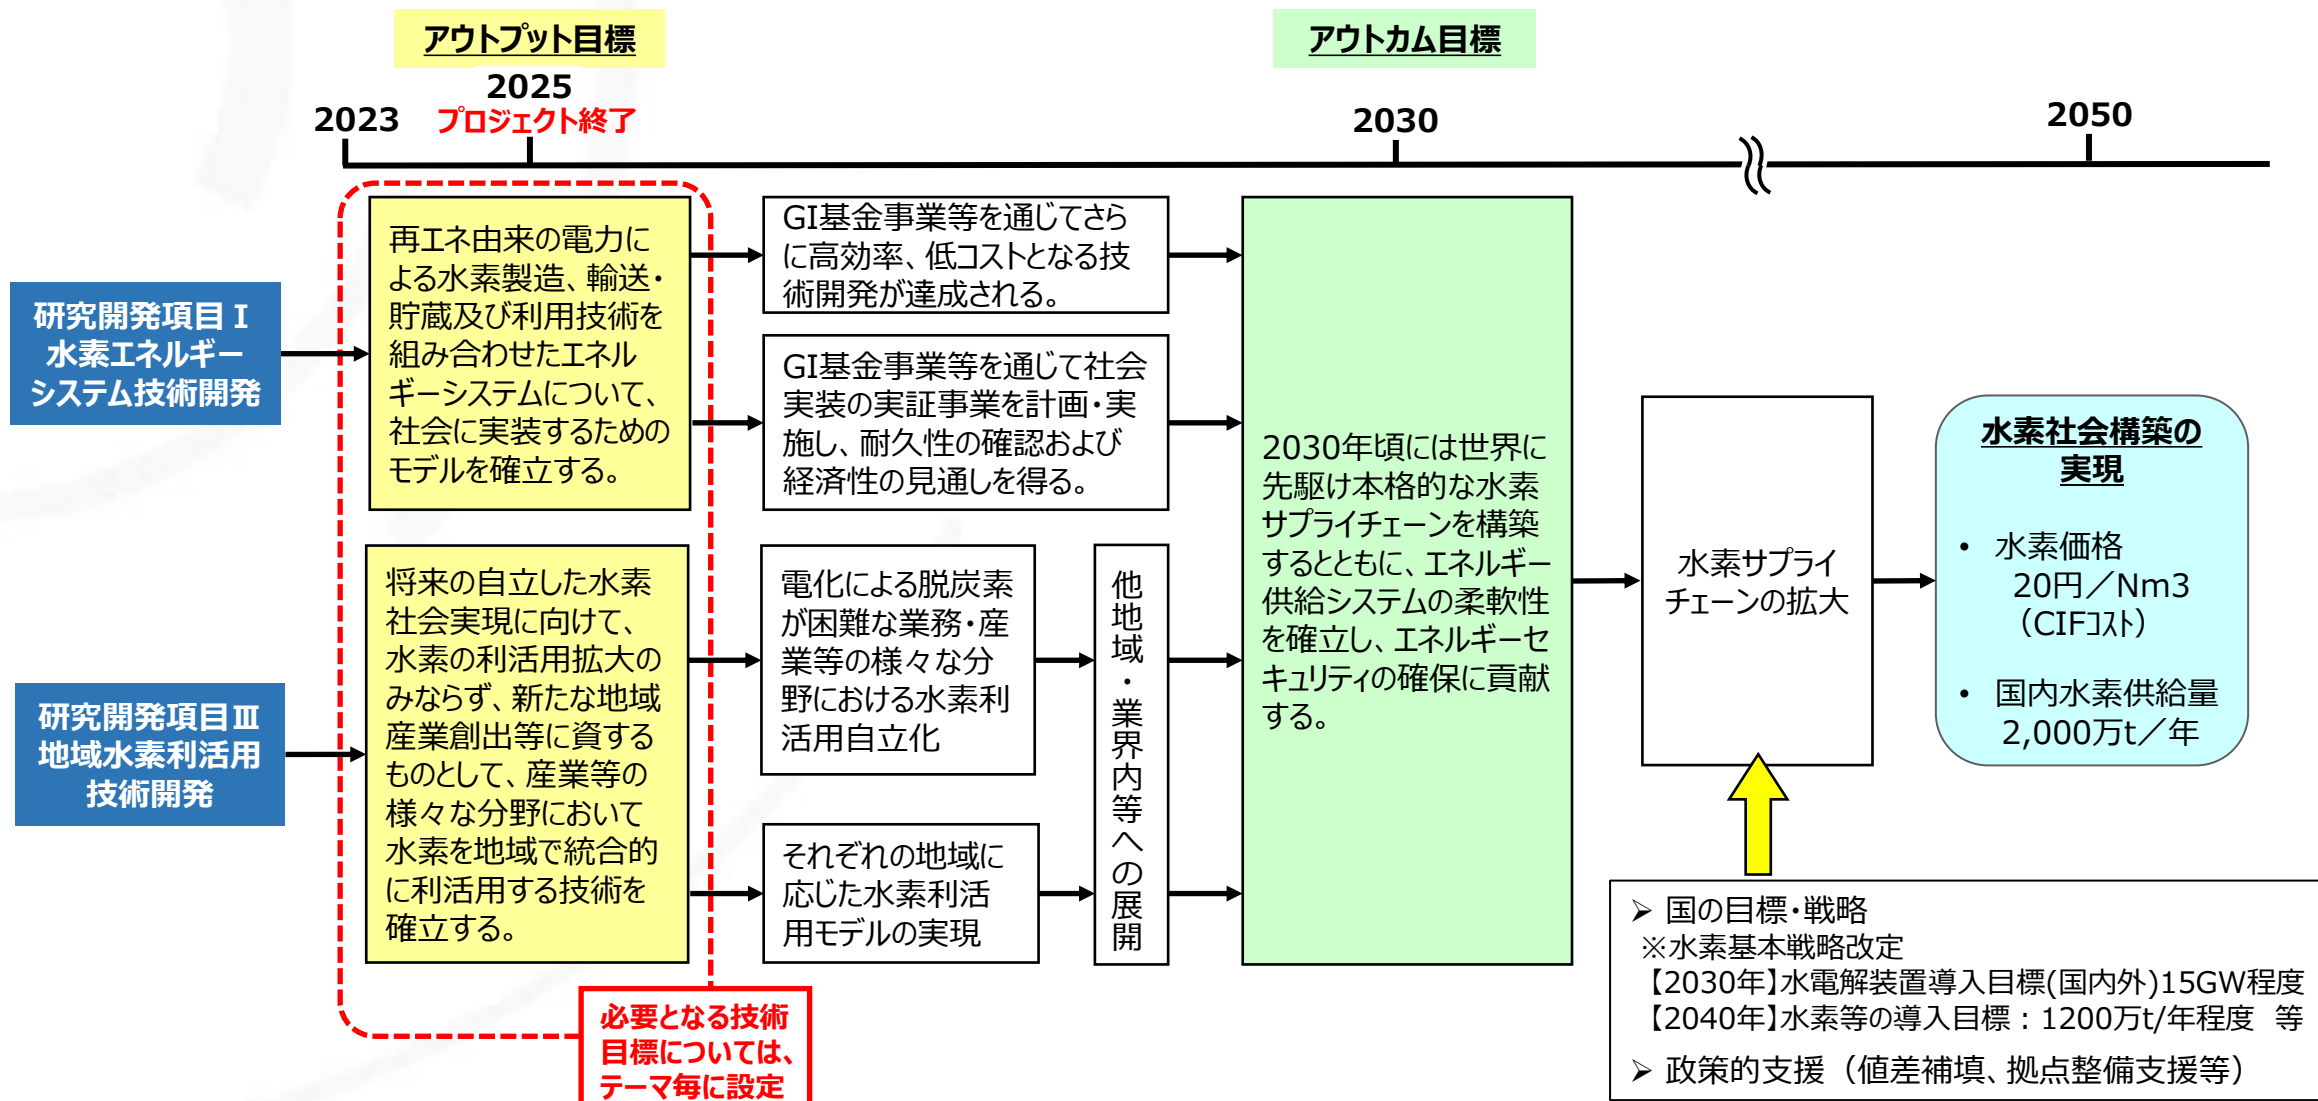 アウトプット目標
アウトカム目標
2023
2025
プロジェクト終了
2030
2050
研究開発項目Ⅰ
水素エネルギー
システム技術開発
再エネ由来の電力に
よる水素製造、輸送・
貯蔵及び利用技術を
組み合わせたエネル
ギーシステムについて、
社会に実装するための
モデルを確立する。
GI基金事業等を通じてさら
に高効率、低コストとなる技
術開発が達成される。
GI基金事業等を通じて社会
実装の実証事業を計画・実
施し、耐久性の確認および
経済性の見通しを得る。
研究開発項目Ⅲ
地域水素利活用
技術開発
将来の自立した水素
社会実現に向けて、
水素の利活用拡大の
みならず、新たな地域
産業創出等に資する
ものとして、産業等の
様々な分野において
水素を地域で統合的
に利活用する技術を
確立する。
電化による脱炭素
が困難な業務・産
業等の様々な分
野における水素利
活用自立化
それぞれの地域に
応じた水素利活
用モデルの実現
他地域・業界内等への展開
必要となる技術
目標については、
テーマ毎に設定
2030年頃には世界に
先駆け本格的な水素
サプライチェーンを構築
するとともに、エネルギー
供給システムの柔軟性
を確立し、エネルギーセ
キュリティの確保に貢献
する。
水素サプライ
チェーンの拡大
水素社会構築の
実現
• 水素価格
20円／Nm3
（CIFコスト）
• 国内水素供給量
2,000万t／年
➢ 国の目標・戦略
※水素基本戦略改定
【2030年】水電解装置導入目標(国内外)15GW程度
【2040年】水素等の導入目標：1200万t/年程度 等
➢ 政策的支援（値差補填、拠点整備支援等）